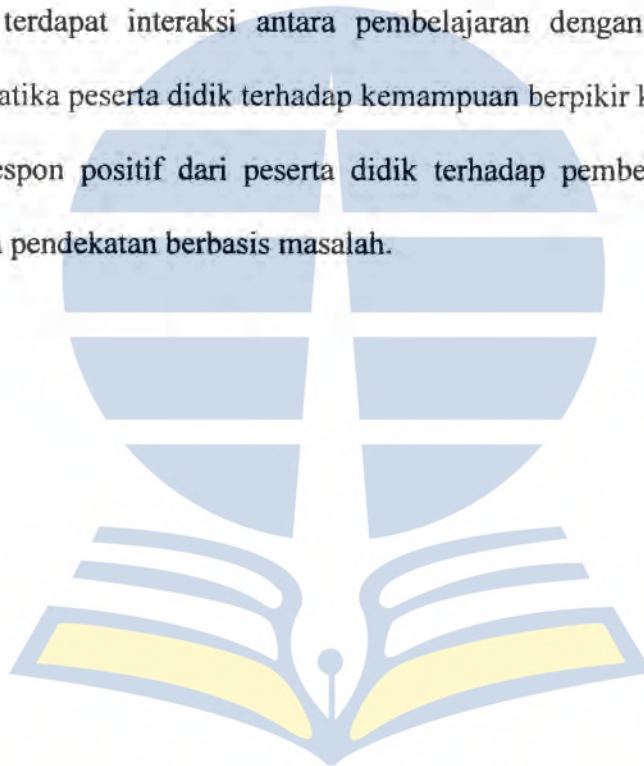 terdapat interaksi antara pembelajaran dengan
atika peserta didik terhadap kemampuan berpikir k
espon positif dari peserta didik terhadap pembe
pendekatan berbasis masalah.